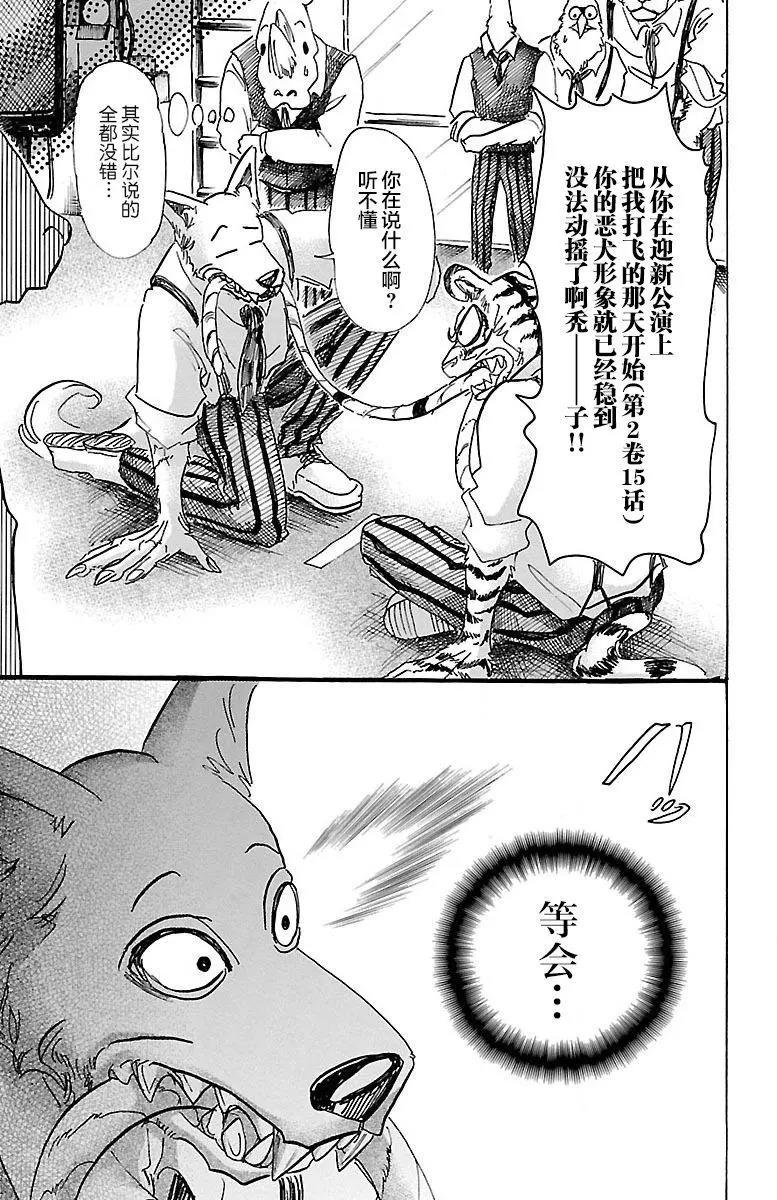 从你在迎新公演上
把我打飞的那天开始(第2卷15话)
你的恶犬形象就已经稳到
没法动摇了啊秃——子!!
你在说什么啊?
听不懂
其实比尔说的
全都没错…
等会…